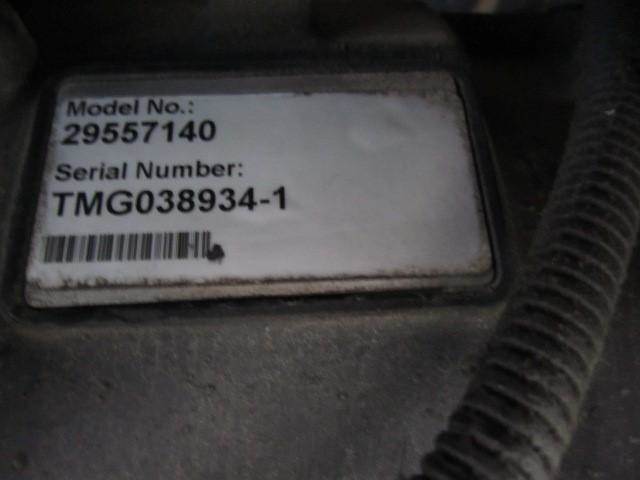 Model No.:
29557140
Serial Number:
TMG038934-1